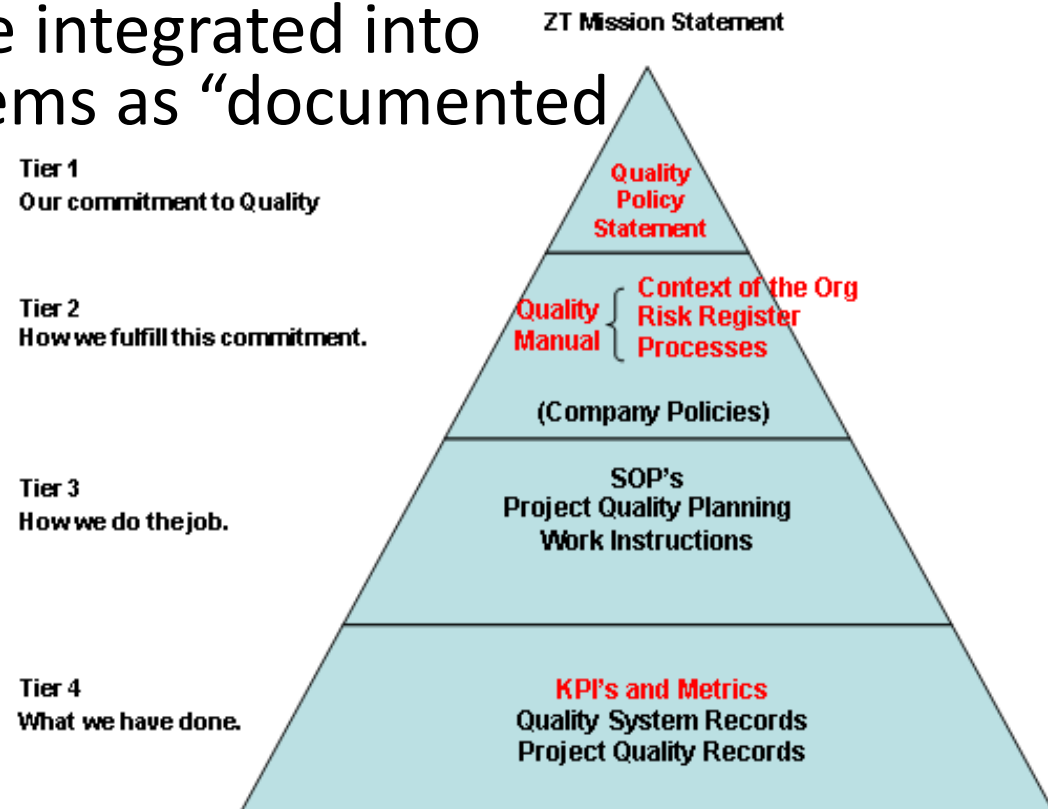 e integrated into
ems as “documented
ZT Mission Statement
Tier 1
Our commitment to Quality
Quality
Policy
Statement
Tier 2
How we fulfill this commitment.
Quality
Manual
Context of the Org
Risk Register
Processes
(Company Policies)
Tier 3
How we do the job.
SOP's
Project Quality Planning
Work Instructions
Tier 4
What we have done.
KPI's and Metrics
Quality System Records
Project Quality Records